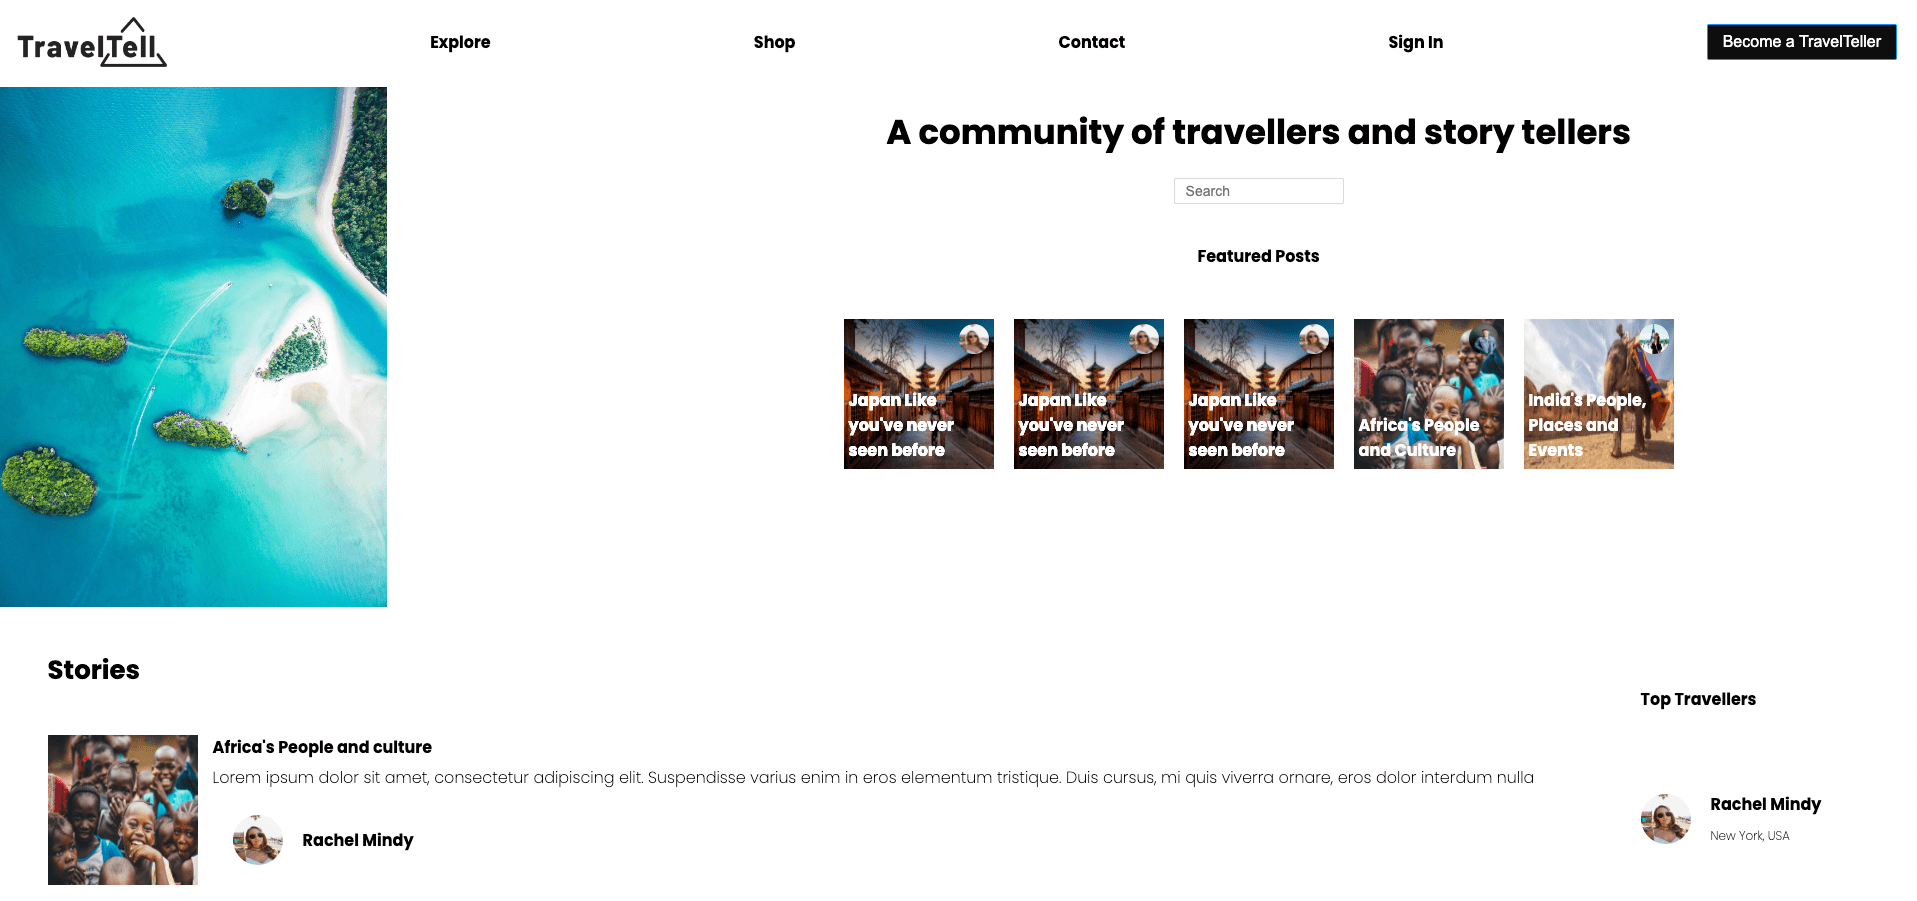 TravelTell
Explore
Shop
Contact
Sign In
Become a TravelTeller
A community of travellers and story tellers
Search
Featured Posts
Japan Like
you've never
seen before
Japan Like
you've never
seen before
Japan Like
you've never
seen before
Africa's People
and Culture
India's People,
Places and
Events
Stories
Africa's People and culture
Lorem ipsum dolor sit amet, consectetur adipiscing elit. Suspendisse varius enim in eros elementum tristique. Duis cursus, mi quis viverra ornare, eros dolor interdum nulla
Rachel Mindy
Top Travellers
Rachel Mindy
New York, USA